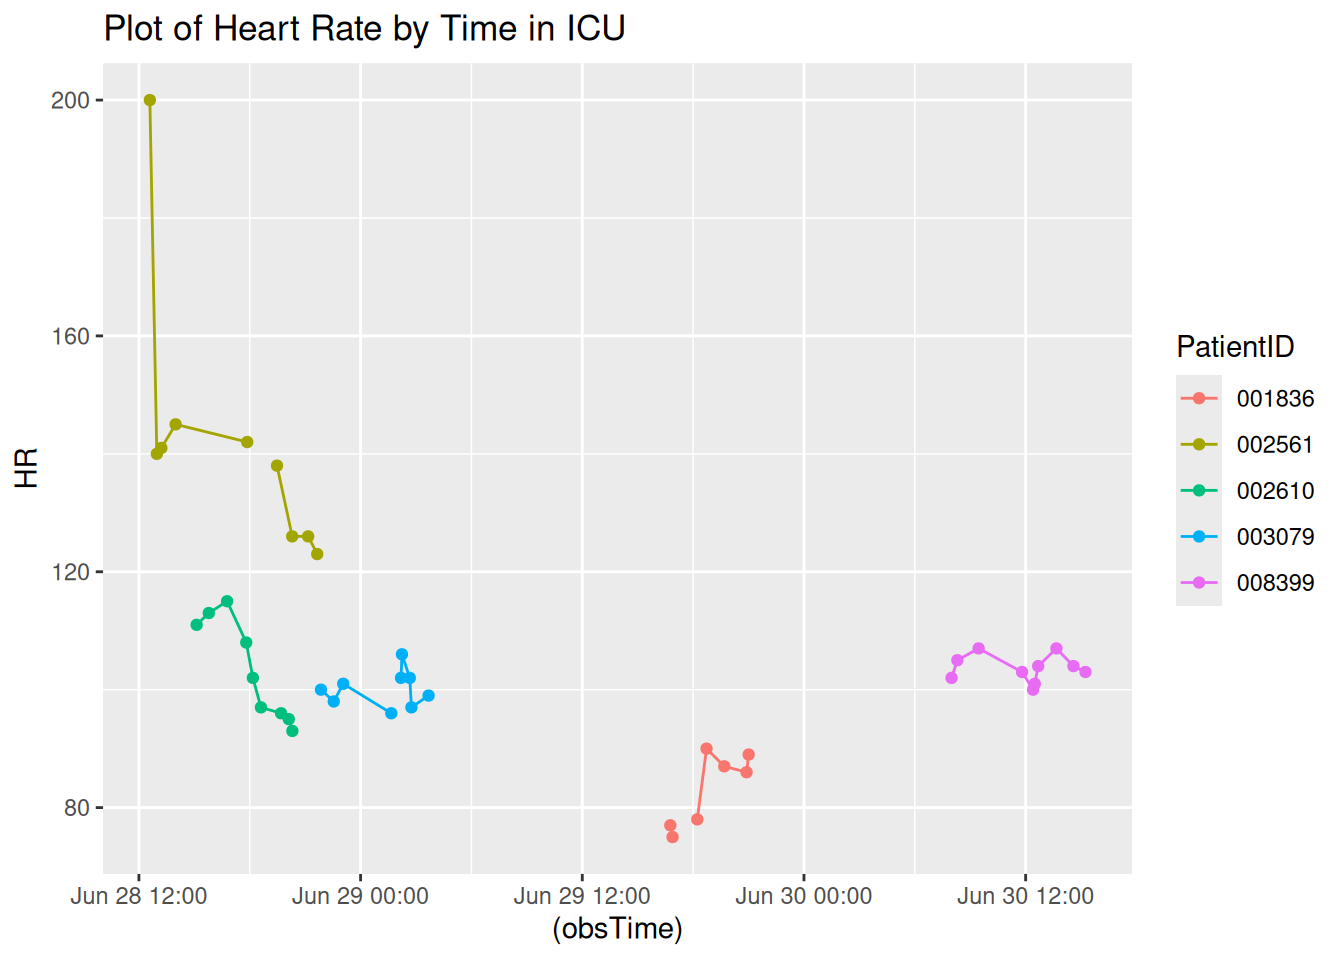 Plot of Heart Rate by Time in ICU
200
160
120
80
HR
Jun 28 12:00
Jun 29 00:00
Jun 29 12:00
Jun 30 00:00
Jun 30 12:00
(obsTime)
PatientID
001836
002561
002610
003079
008399